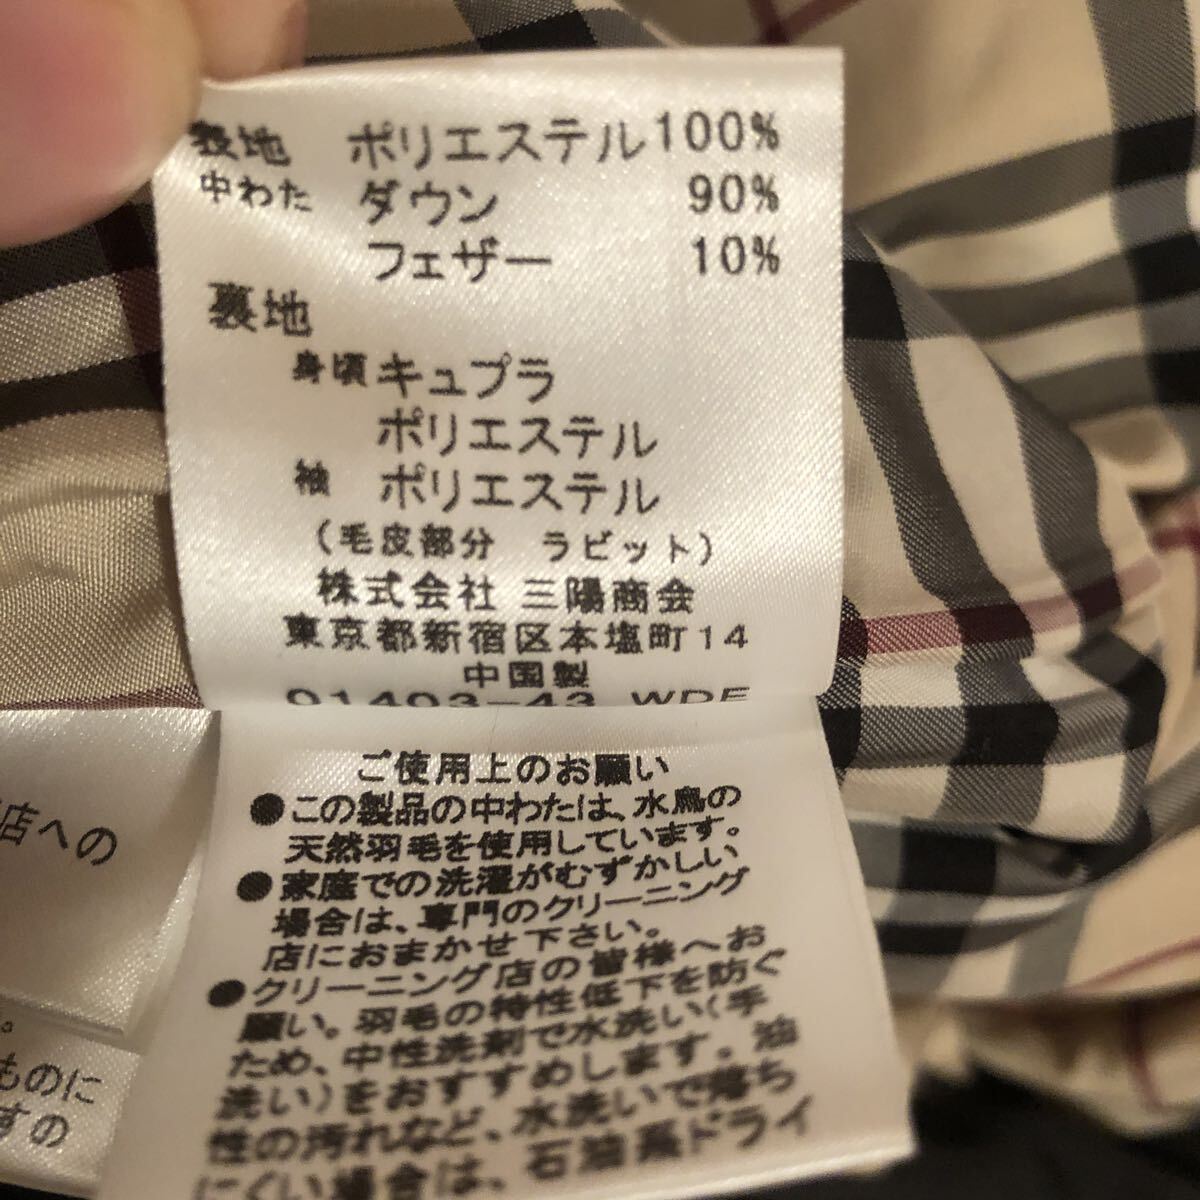 表地 ポリエステル100%
中わた ダウン 90%
フェザー 10%
裏地
身頃 キュプラ
ポリエステル
袖 ポリエステル
(毛皮部分 ラビット)
株式会社 三陽商会
東京都新宿区本塩町14
中国製
01403-43 WDE
ご使用上のお願い
●この製品の中わたは、水鳥の
天然羽毛を使用しています。
●家庭での洗濯がむずかしい
場合は、専門のクリーニング
店におまかせ下さい。
●クリーニング店の皆様へお
願い。羽毛の特性低下を防ぐ
ため、中性洗剤で水洗い(手
洗い)をおすすめします。油
性の汚れなど、水洗いで落ち
にくい場合は、石油系ドライ
店への
。
ものに
すの